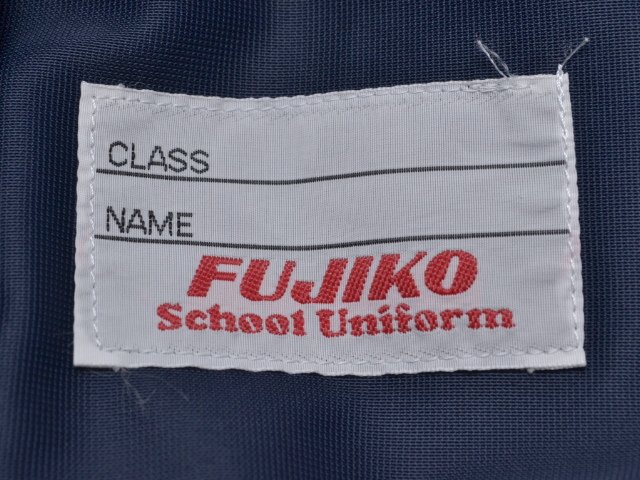 CLASS
NAME
FUJIKO
School Uniform